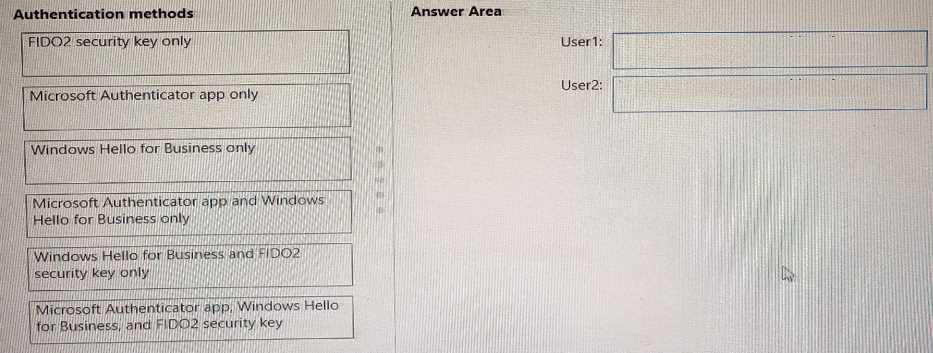 Authentication methods
FIDO2 security key only
Microsoft Authenticator app only
Windows Hello for Business only
Microsoft Authenticator app and Windows
Hello for Business only
Windows Hello for Business and FIDO2
security key only
Microsoft Authenticator app, Windows Hello
for Business, and FIDO2 security key
Answer Area
User1:
User2: